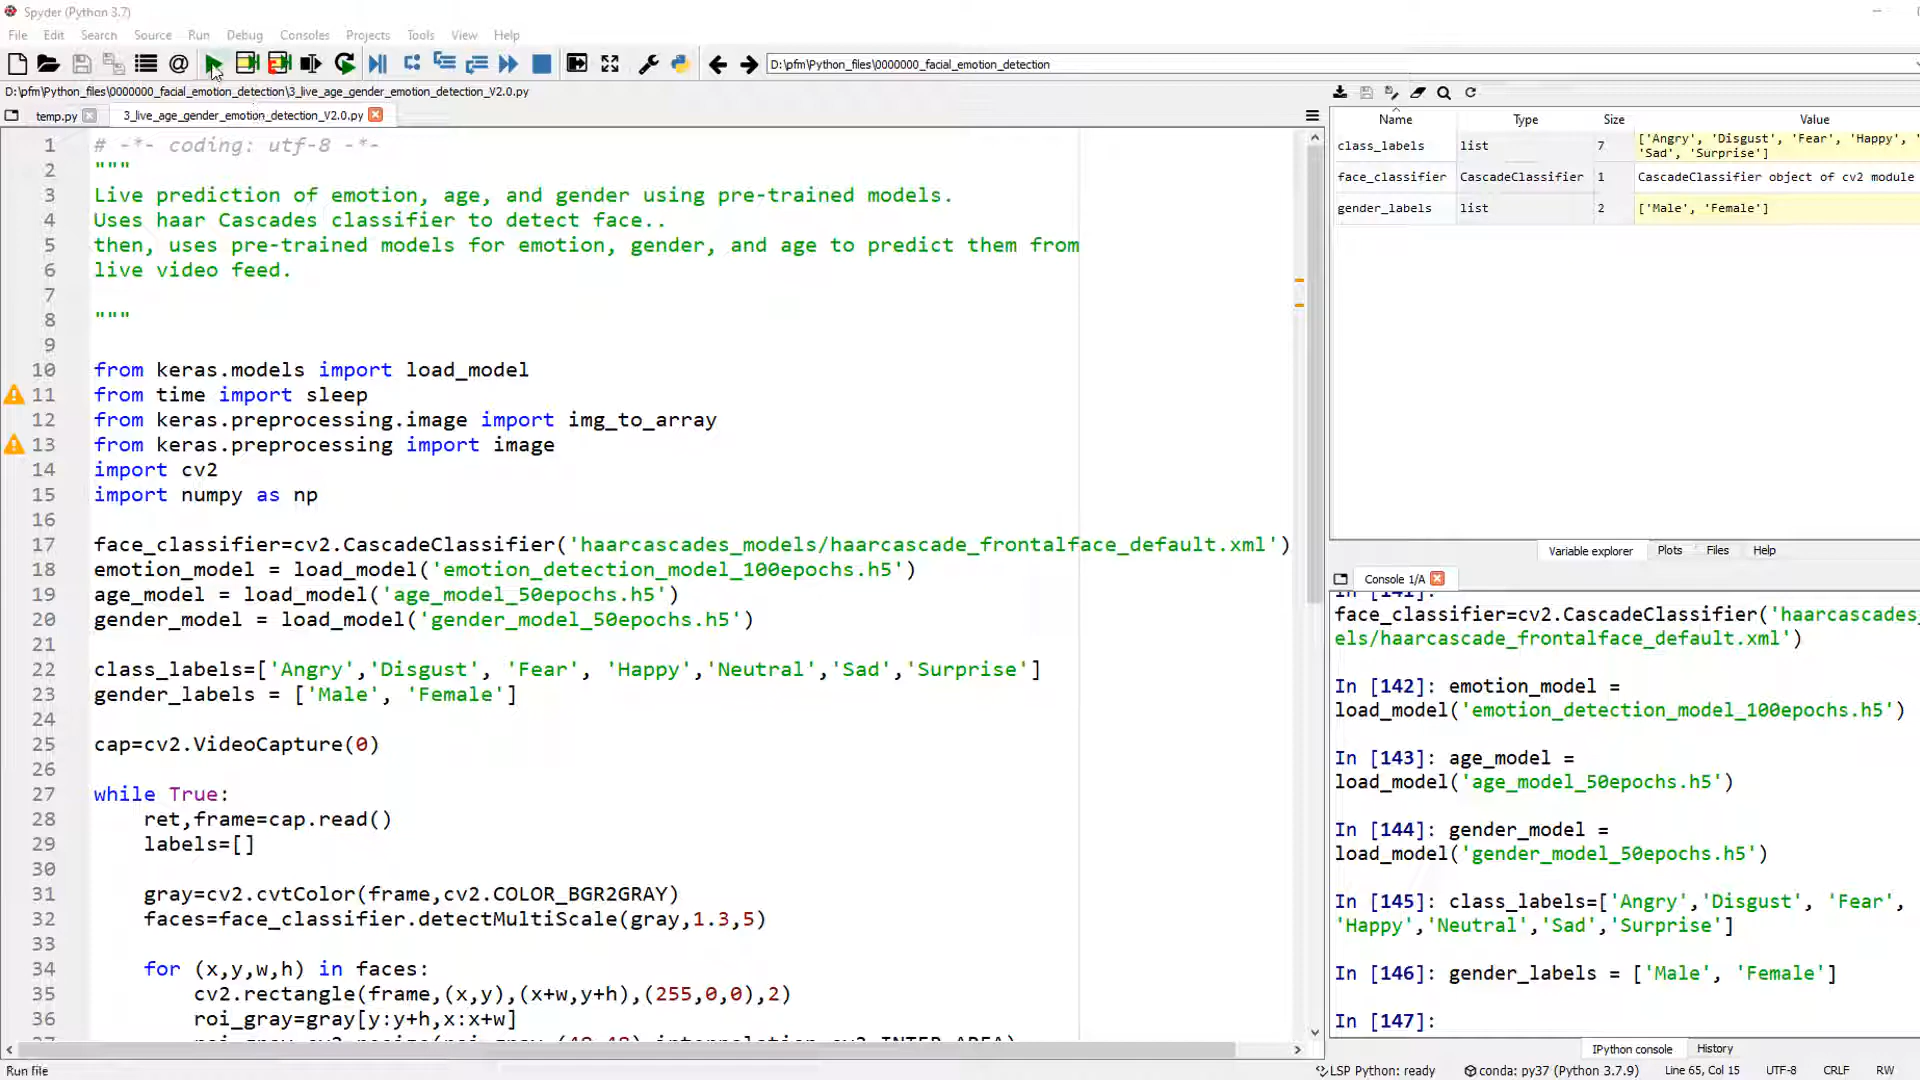 Spyder (Python 3.7)
File Edit Search Source Run Debug Consoles Projects Tools View Help
D:\pfm\Python_files\0000000_facial_emotion_detection
D:\pfm\Python_files\0000000_facial_emotion_detection\3_live_age_gender_emotion_detection_V2.0.py
temp.py 3_live_age_gender_emotion_detection_V2.0.py
1 # -*- coding: utf-8 -*-
2 """
3 Live prediction of emotion, age, and gender using pre-trained models.
4 Uses haar Cascades classifier to detect face..
5 then, uses pre-trained models for emotion, gender, and age to predict them from
6 live video feed.
7
8 """
9
10 from keras.models import load_model
11 from time import sleep
12 from keras.preprocessing.image import img_to_array
13 from keras.preprocessing import image
14 import cv2
15 import numpy as np
16
17 face_classifier=cv2.CascadeClassifier('haarcascades_models/haarcascade_frontalface_default.xml')
18 emotion_model = load_model('emotion_detection_model_100epochs.h5')
19 age_model = load_model('age_model_50epochs.h5')
20 gender_model = load_model('gender_model_50epochs.h5')
21
22 class_labels=['Angry','Disgust', 'Fear', 'Happy','Neutral','Sad','Surprise']
23 gender_labels = ['Male', 'Female']
24
25 cap=cv2.VideoCapture(0)
26
27 while True:
28 ret,frame=cap.read()
29 labels=[]
30
31 gray=cv2.cvtColor(frame,cv2.COLOR_BGR2GRAY)
32 faces=face_classifier.detectMultiScale(gray,1.3,5)
33
34 for (x,y,w,h) in faces:
35 cv2.rectangle(frame,(x,y),(x+w,y+h),(255,0,0),2)
36 roi_gray=gray[y:y+h,x:x+w]
Name Type Size Value
class_labels list 7 ['Angry', 'Disgust', 'Fear', 'Happy', '
'Sad', 'Surprise']
face_classifier CascadeClassifier 1 CascadeClassifier object of cv2 module
gender_labels list 2 ['Male', 'Female']
Variable explorer Plots Files Help
Console 1/A
In [141]:
face_classifier=cv2.CascadeClassifier('haarcascades_
els/haarcascade_frontalface_default.xml')
In [142]: emotion_model =
load_model('emotion_detection_model_100epochs.h5')
In [143]: age_model =
load_model('age_model_50epochs.h5')
In [144]: gender_model =
load_model('gender_model_50epochs.h5')
In [145]: class_labels=['Angry','Disgust', 'Fear',
'Happy','Neutral','Sad','Surprise']
In [146]: gender_labels = ['Male', 'Female']
In [147]:
IPython console History
Run file LSP Python: ready conda: py37 (Python 3.7.9) Line 65, Col 15 UTF-8 CRLF RW